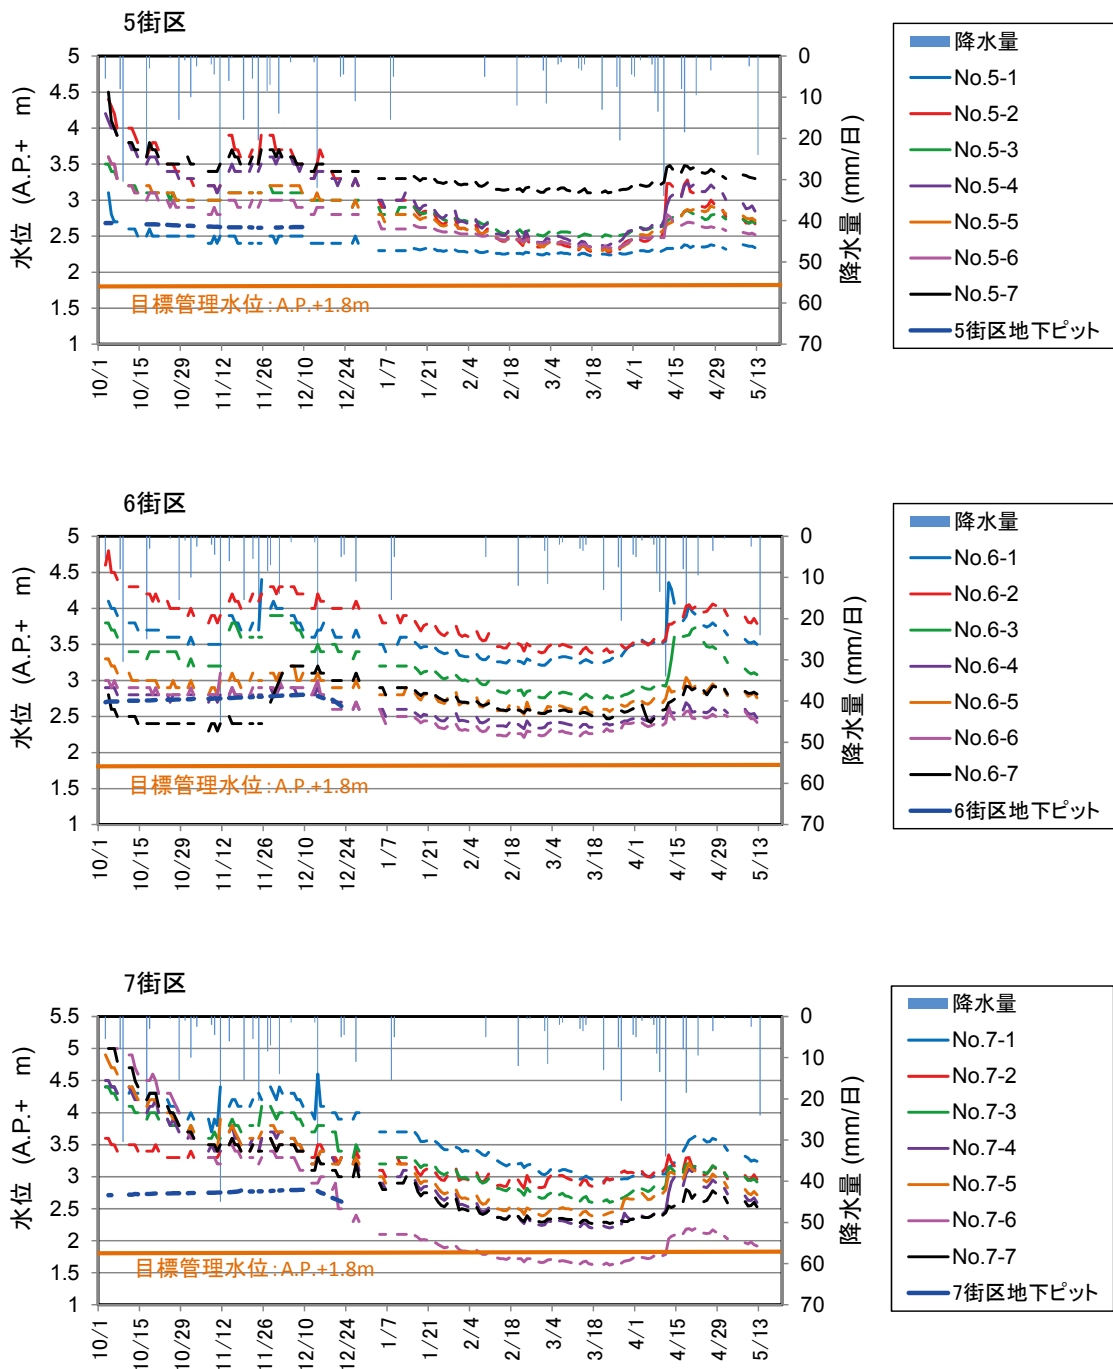 5街区
水位 (A.P.+ m)
5
4.5
4
3.5
3
2.5
2
1.5
1
目標管理水位:A.P.+1.8m
0
10
20
30
40
50
60
70
降水量 (mm/日)
10/1
10/15
10/29
11/12
11/26
12/10
12/24
1/7
1/21
2/4
2/18
3/4
3/18
4/1
4/15
4/29
5/13
降水量
No.5-1
No.5-2
No.5-3
No.5-4
No.5-5
No.5-6
No.5-7
5街区地下ピット
6街区
水位 (A.P.+ m)
5
4.5
4
3.5
3
2.5
2
1.5
1
目標管理水位:A.P.+1.8m
0
10
20
30
40
50
60
70
降水量 (mm/日)
10/1
10/15
10/29
11/12
11/26
12/10
12/24
1/7
1/21
2/4
2/18
3/4
3/18
4/1
4/15
4/29
5/13
降水量
No.6-1
No.6-2
No.6-3
No.6-4
No.6-5
No.6-6
No.6-7
6街区地下ピット
7街区
水位 (A.P.+ m)
5.5
5
4.5
4
3.5
3
2.5
2
1.5
1
目標管理水位:A.P.+1.8m
0
10
20
30
40
50
60
70
降水量 (mm/日)
10/1
10/15
10/29
11/12
11/26
12/10
12/24
1/7
1/21
2/4
2/18
3/4
3/18
4/1
4/15
4/29
5/13
降水量
No.7-1
No.7-2
No.7-3
No.7-4
No.7-5
No.7-6
No.7-7
7街区地下ピット